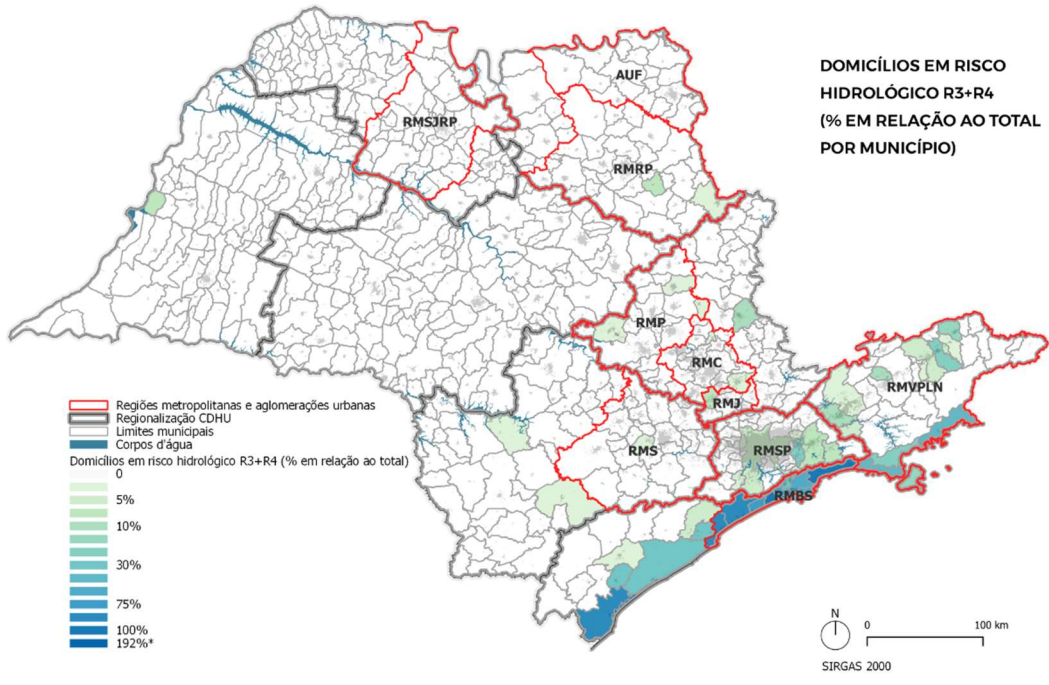 DOMICÍLIOS EM RISCO
HIDROLÓGICO R3+R4
(% EM RELAÇÃO AO TOTAL
POR MUNICÍPIO)
AUF
RMSJRP
RMRP
RMP
RMC
RMVPLN
RMJ
RMS
RMSP
RMBS
Regiões metropolitanas e aglomerações urbanas
Regionalização CDHU
Limites municipais
Corpos d'água
Domicílios em risco hidrológico R3+R4 (% em relação ao total)
0
5%
10%
30%
75%
100%
192%*
N
0 100 km
SIRGAS 2000